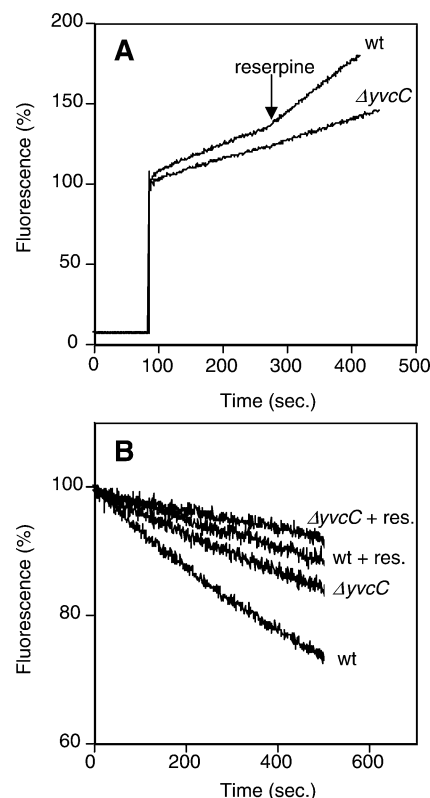 A
200
150
100
50
0
Fluorescence (%)
reserpine
wt
ΔyvcC
0 100 200 300 400 500
Time (sec.)
B
100
80
60
Fluorescence (%)
ΔyvcC + res.
wt + res.
ΔyvcC
wt
0 200 400 600
Time (sec.)